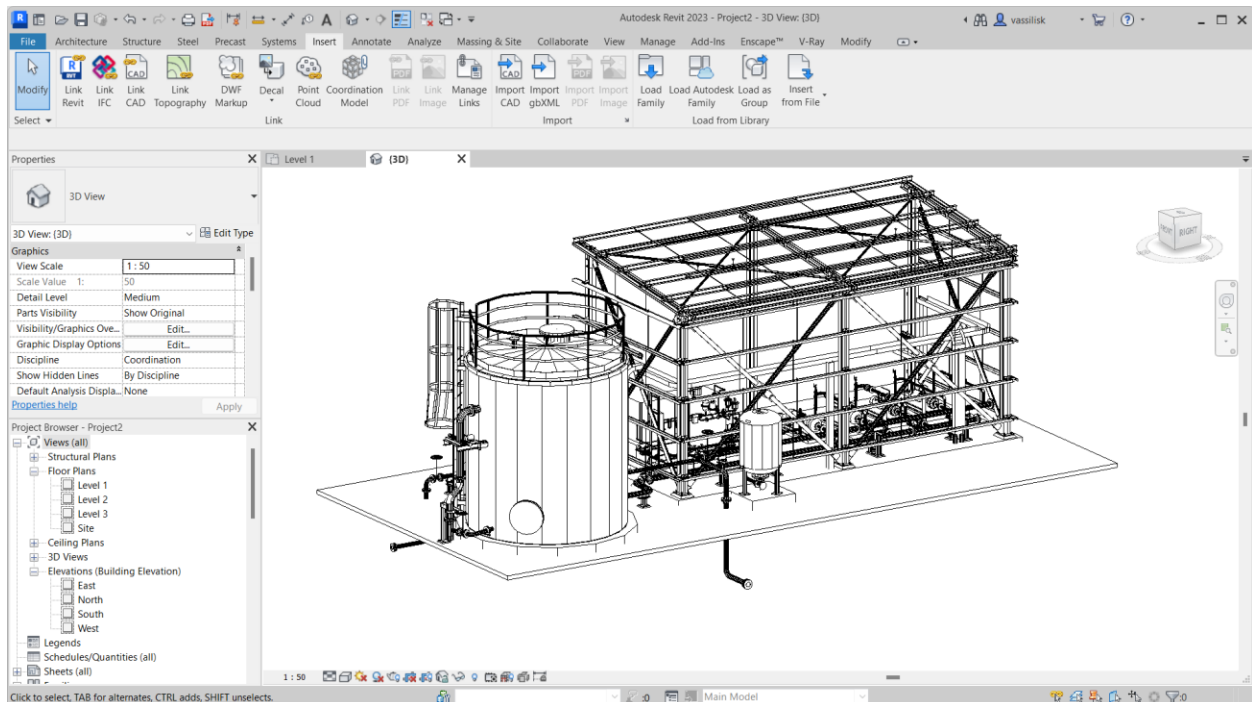 Autodesk Revit 2023 - Project2 - 3D View: {3D}
vassilisk
File Architecture Structure Steel Precast Systems Insert Annotate Analyze Massing & Site Collaborate View Manage Add-Ins Enscape™ V-Ray Modify
Modify Link Revit Link IFC Link CAD Link Topography DWF Markup Decal Point Cloud Coordination Model Link PDF Link Image Manage Links Import CAD Import gbXML Import PDF Import Image Load Family Load Autodesk Family Load as Group Insert from File
Select Link Import Load from Library
Properties
Level 1 {3D}
3D View
3D View: {3D} Edit Type
Graphics
View Scale 1 : 50
Scale Value 1: 50
Detail Level Medium
Parts Visibility Show Original
Visibility/Graphics Ove... Edit...
Graphic Display Options Edit...
Discipline Coordination
Show Hidden Lines By Discipline
Default Analysis Displa... None
Properties help Apply
Project Browser - Project2
Views (all)
Structural Plans
Floor Plans
Level 1
Level 2
Level 3
Site
Ceiling Plans
3D Views
Elevations (Building Elevation)
East
North
South
West
Legends
Schedules/Quantities (all)
Sheets (all)
RIGHT
1 : 50
Click to select, TAB for alternates, CTRL adds, SHIFT unselects.
:0
Main Model
:0